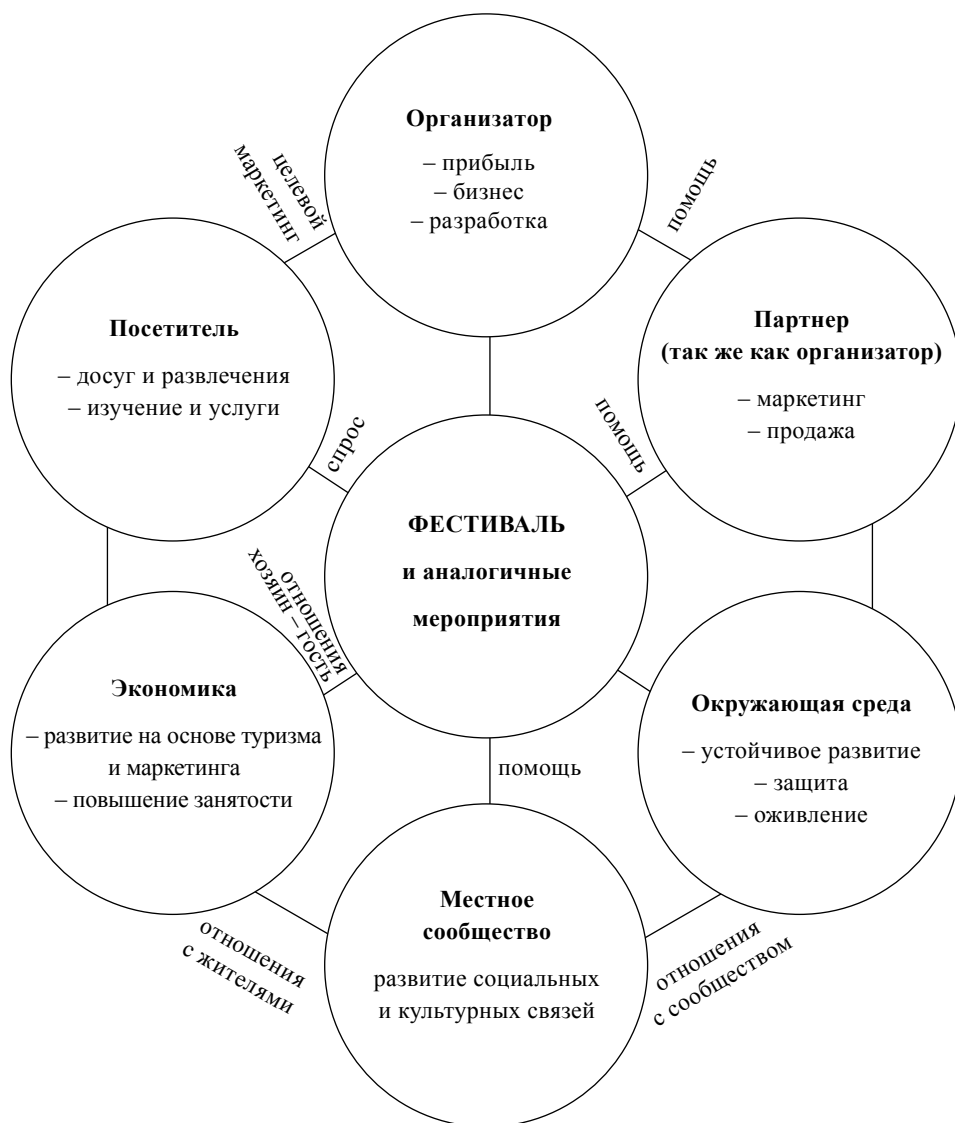 Организатор
– прибыль
– бизнес
– разработка
целевой
маркетинг
помощь
Посетитель
– досуг и развлечения
– изучение и услуги
Партнер
(так же как организатор)
– маркетинг
– продажа
спрос
помощь
ФЕСТИВАЛЬ
и аналогичные
мероприятия
отношения
хозяин – гость
Экономика
– развитие на основе туризма
и маркетинга
– повышение занятости
Окружающая среда
– устойчивое развитие
– защита
– оживление
помощь
Местное
сообщество
развитие социальных
и культурных связей
отношения
с жителями
отношения
с сообществом